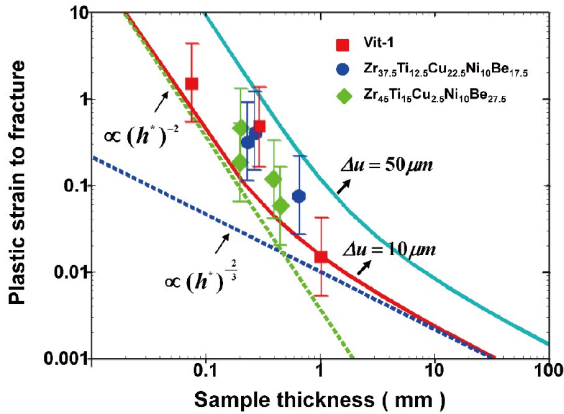 10
1
0.1
0.01
0.001
Plastic strain to fracture
Vit-1
Zr37.5Ti12.5Cu22.5Ni10Be17.5
Zr45Ti15Cu2.5Ni10Be27.5
∝(h*)⁻²
Δu = 50μm
Δu = 10μm
∝(h*)^-2/3
0.1
1
10
100
Sample thickness ( mm )